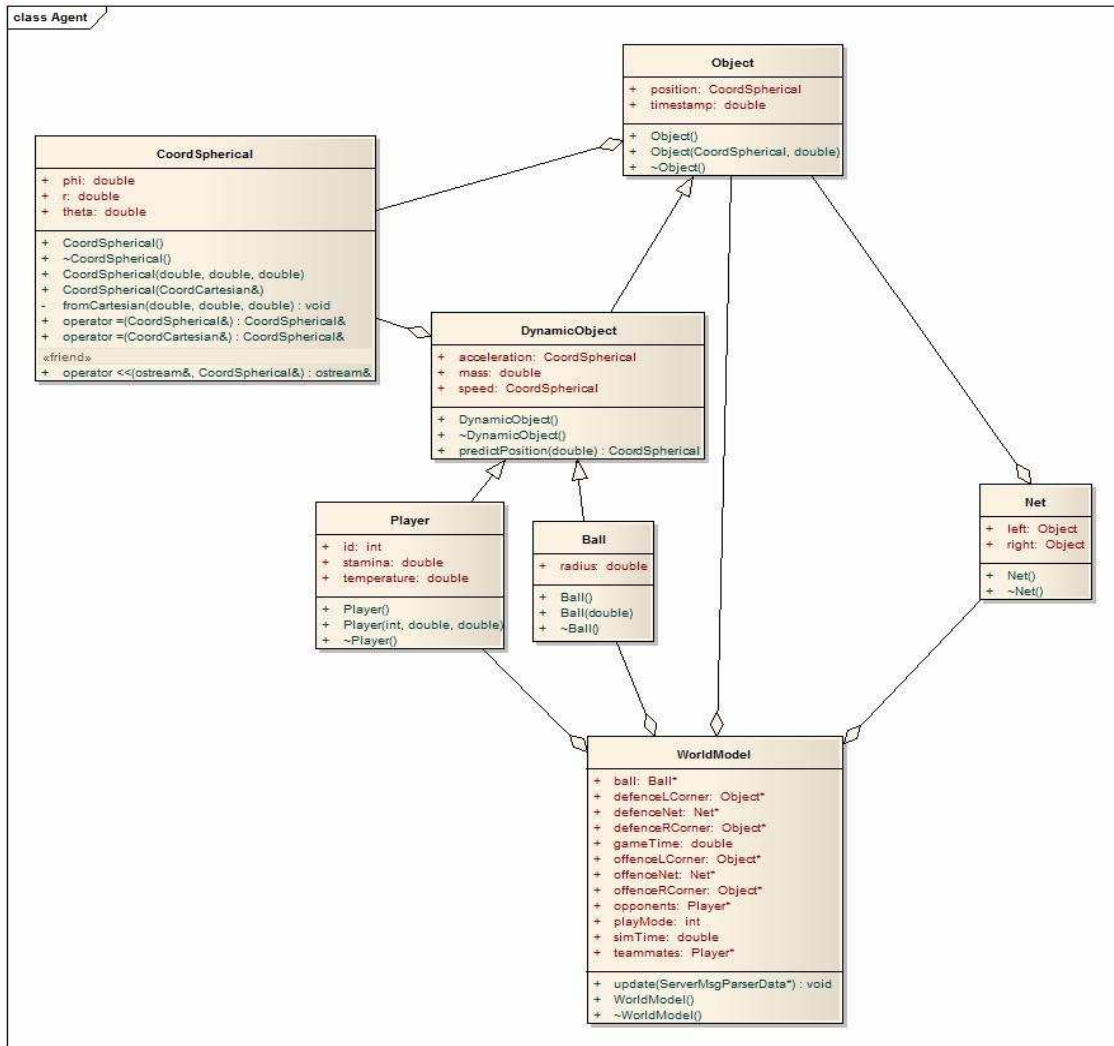 class Agent
Object
+ position: CoordSpherical
+ timestamp: double
+ Object()
+ Object(CoordSpherical, double)
+ ~Object()
CoordSpherical
+ phi: double
+ r: double
+ theta: double
+ CoordSpherical()
+ ~CoordSpherical()
+ CoordSpherical(double, double, double)
+ CoordSpherical(CoordCartesian&)
- fromCartesian(double, double, double) : void
+ operator =(CoordSpherical&) : CoordSpherical&
+ operator =(CoordCartesian&) : CoordSpherical&
«friend»
+ operator <<(ostream&, CoordSpherical&) : ostream&
DynamicObject
+ acceleration: CoordSpherical
+ mass: double
+ speed: CoordSpherical
+ DynamicObject()
+ ~DynamicObject()
+ predictPosition(double) : CoordSpherical
Player
+ id: int
+ stamina: double
+ temperature: double
+ Player()
+ Player(int, double, double)
+ ~Player()
Ball
+ radius: double
+ Ball()
+ Ball(double)
+ ~Ball()
Net
+ left: Object
+ right: Object
+ Net()
+ ~Net()
WorldModel
+ ball: Ball*
+ defenceLCorner: Object*
+ defenceNet: Net*
+ defenceRCorner: Object*
+ gameTime: double
+ offenceLCorner: Object*
+ offenceNet: Net*
+ offenceRCorner: Object*
+ opponents: Player*
+ playMode: int
+ simTime: double
+ teammates: Player*
+ update(ServerMsgParserData*) : void
+ WorldModel()
+ ~WorldModel()